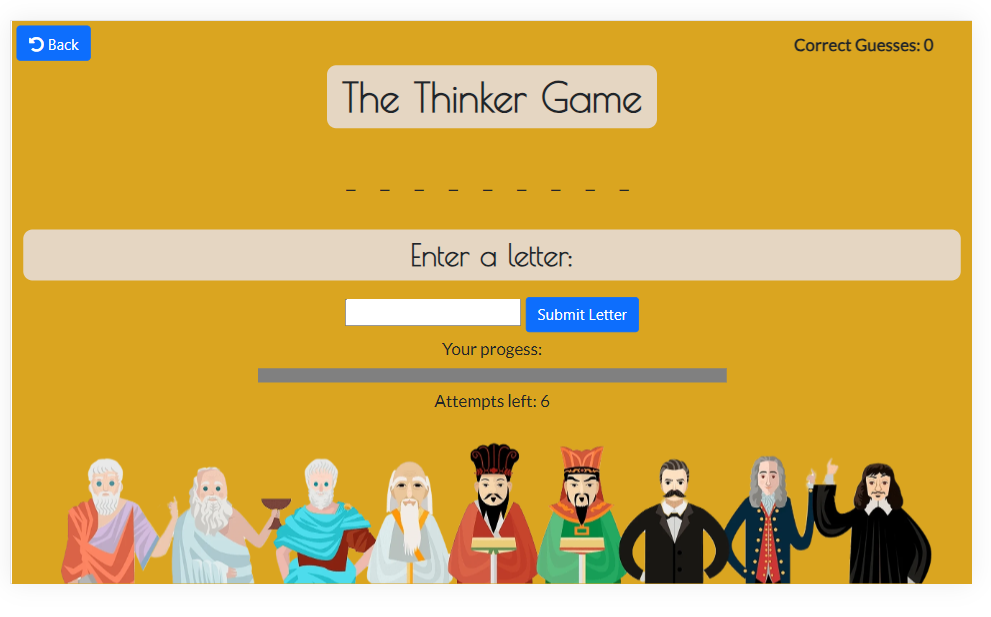 Back
Correct Guesses: 0
The Thinker Game
_ _ _ _ _ _ _ _ _
Enter a letter:
Submit Letter
Your progess:
Attempts left: 6